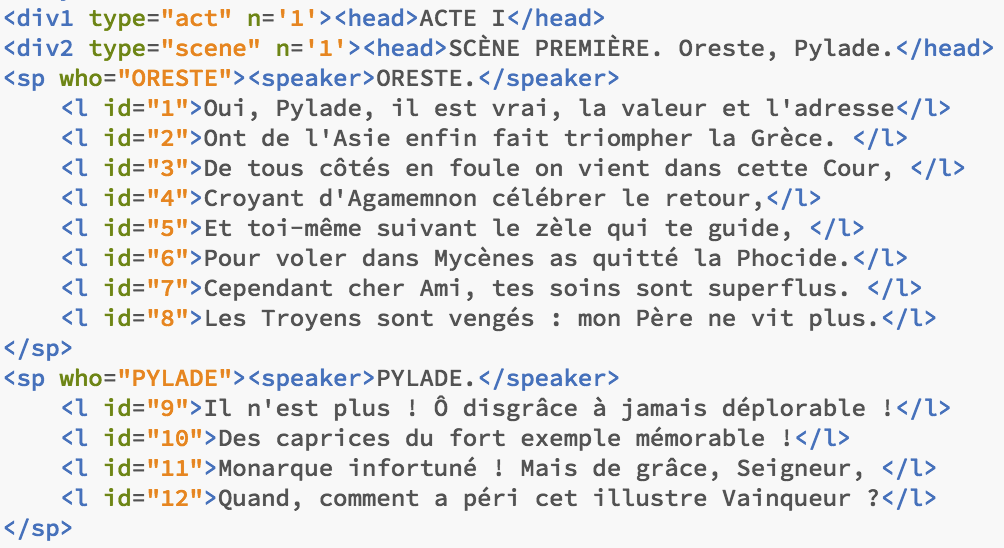 <div1 type="act" n='1'><head>ACTE I</head>
<div2 type="scene" n='1'><head>SCÈNE PREMIÈRE. Oreste, Pylade.</head>
<sp who="ORESTE"><speaker>ORESTE.</speaker>
<l id="1">Oui, Pylade, il est vrai, la valeur et l'adresse</l>
<l id="2">Ont de l'Asie enfin fait triompher la Grèce. </l>
<l id="3">De tous côtés en foule on vient dans cette Cour, </l>
<l id="4">Croyant d'Agamemnon célébrer le retour,</l>
<l id="5">Et toi-même suivant le zèle qui te guide, </l>
<l id="6">Pour voler dans Mycènes as quitté la Phocide.</l>
<l id="7">Cependant cher Ami, tes soins sont superflus. </l>
<l id="8">Les Troyens sont vengés : mon Père ne vit plus.</l>
</sp>
<sp who="PYLADE"><speaker>PYLADE.</speaker>
<l id="9">Il n'est plus ! Ô disgrâce à jamais déplorable !</l>
<l id="10">Des caprices du fort exemple mémorable !</l>
<l id="11">Monarque infortuné ! Mais de grâce, Seigneur, </l>
<l id="12">Quand, comment a péri cet illustre Vainqueur ?</l>
</sp>